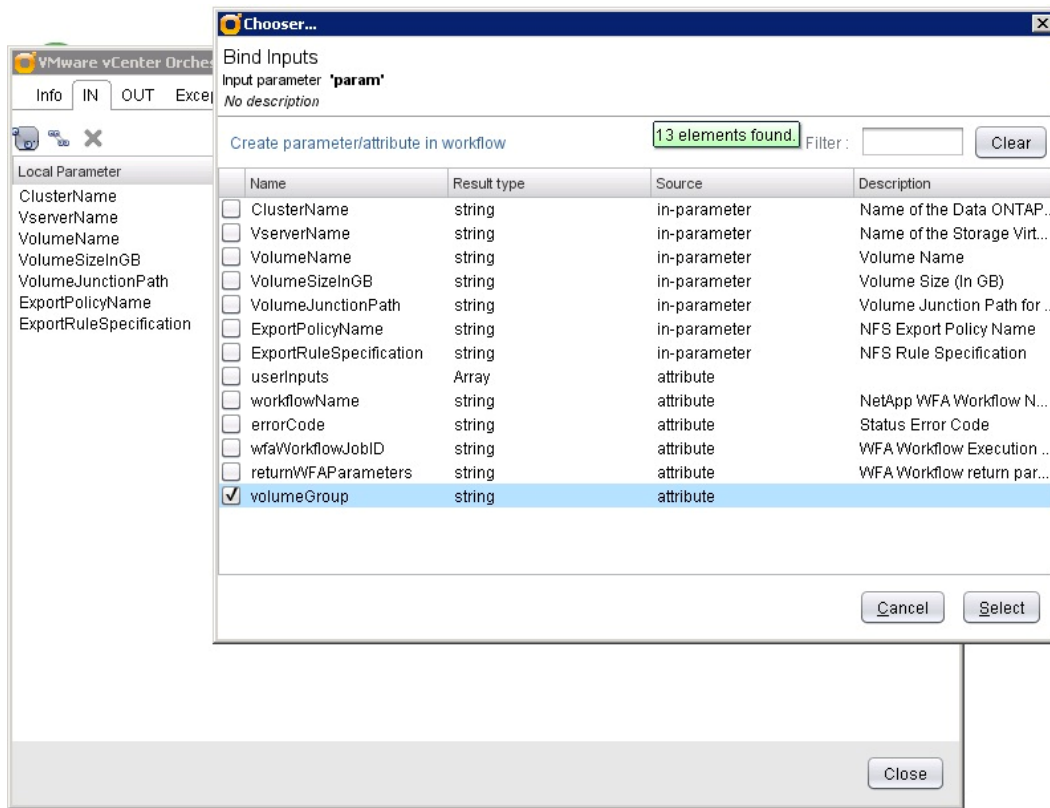 Chooser...
Bind Inputs
Input parameter 'param'
No description
Create parameter/attribute in workflow
13 elements found.
Filter :
Clear
Name Result type Source Description
ClusterName string in-parameter Name of the Data ONTAP...
VserverName string in-parameter Name of the Storage Virt...
VolumeName string in-parameter Volume Name
VolumeSizeInGB string in-parameter Volume Size (In GB)
VolumeJunctionPath string in-parameter Volume Junction Path for ...
ExportPolicyName string in-parameter NFS Export Policy Name
ExportRuleSpecification string in-parameter NFS Rule Specification
userInputs Array attribute
workflowName string attribute NetApp WFA Workflow N...
errorCode string attribute Status Error Code
wfaWorkflowJobID string attribute WFA Workflow Execution ...
returnWFAParameters string attribute WFA Workflow return par...
volumeGroup string attribute
Cancel Select
VMware vCenter Orches
Info IN OUT Excep
Local Parameter
ClusterName
VserverName
VolumeName
VolumeSizeInGB
VolumeJunctionPath
ExportPolicyName
ExportRuleSpecification
Close